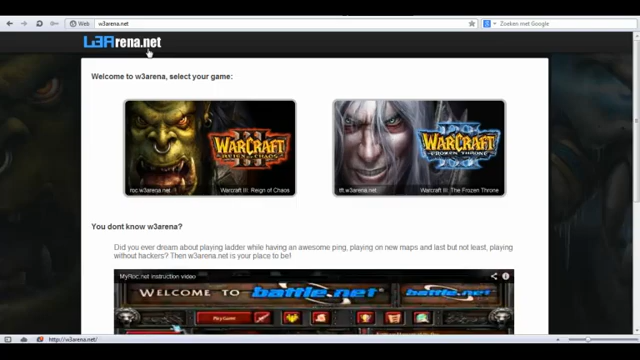 Web
w3arena.net
Zoeken met Google
w3Arena.net
Welcome to w3arena, select your game:
WARCRAFT
III
REIGN OF CHAOS
roc.w3arena.net
Warcraft III: Reign of Chaos
WARCRAFT
III
FROZEN THRONE
tft.w3arena.net
Warcraft III: The Frozen Throne
You dont know w3arena?
Did you ever dream about playing ladder while having an awesome ping, playing on new maps and last but not least, playing
without hackers? Then w3arena.net is your place to be!
MyRoc.net instruction video
WELCOME TO battle.net
battle.net
Play Game
http://w3arena.net/